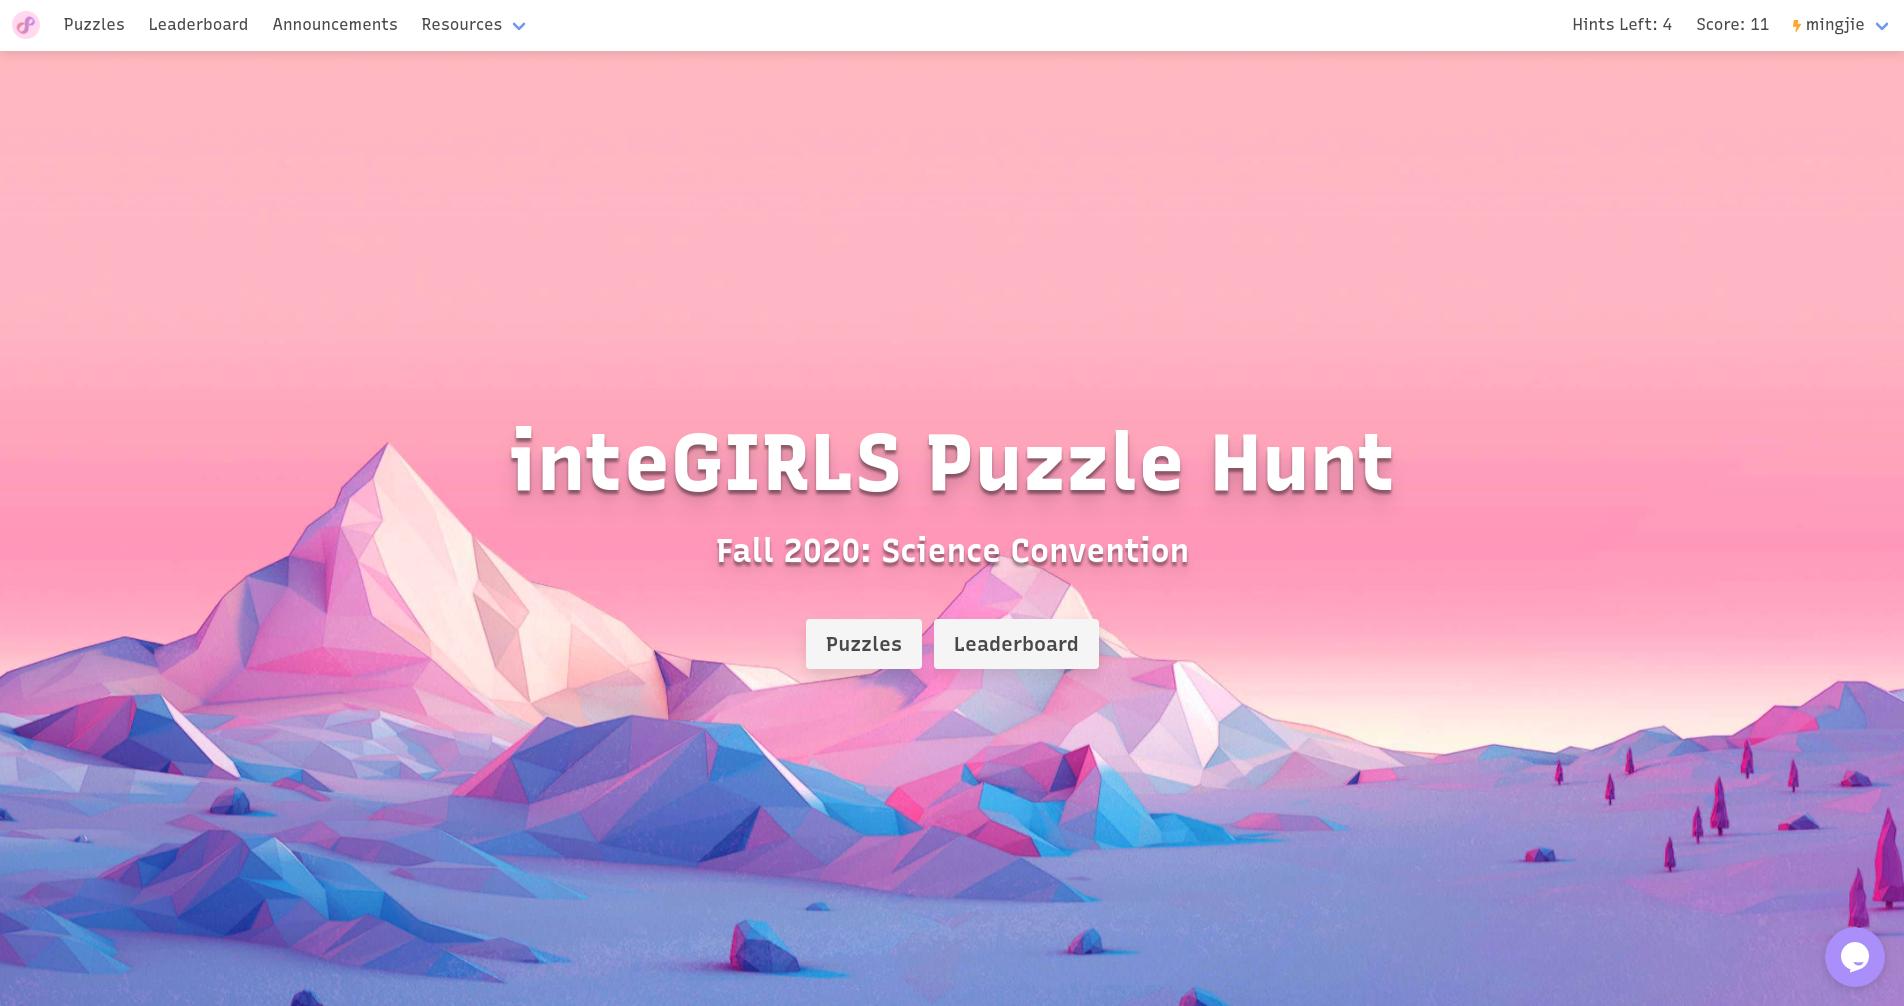 Puzzles Leaderboard Announcements Resources Hints Left: 4 Score: 11 mingjie
inteGIRLS Puzzle Hunt
Fall 2020: Science Convention
Puzzles Leaderboard